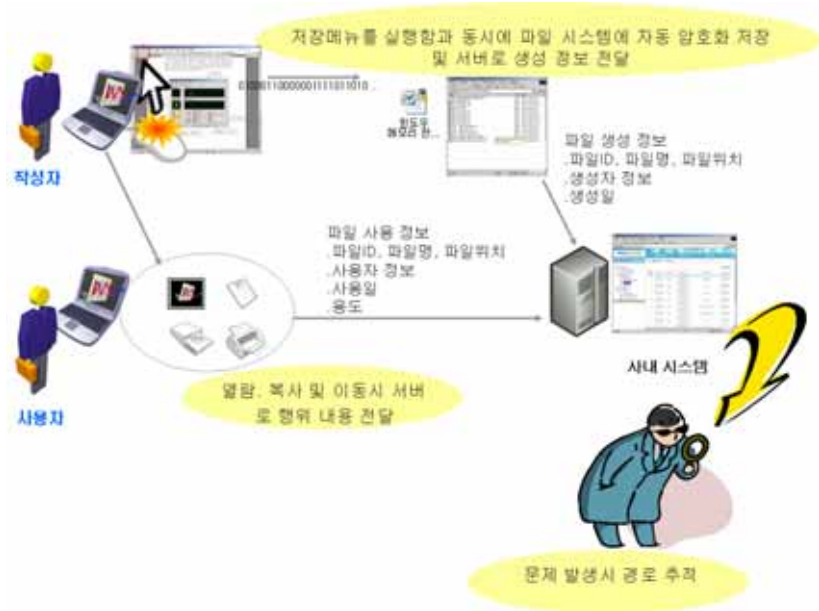 저장메뉴를 실행함과 동시에 파일 시스템에 자동 암호화 저장
및 서버로 생성 정보 전달
작성자
파일 생성 정보
.파일ID, 파일명, 파일위치
.생성자 정보
.생성일
파일 사용 정보
.파일ID, 파일명, 파일위치
.사용자 정보
.사용일
.용도
사내 시스템
사용자
열람, 복사 및 이동시 서버
로 행위 내용 전달
문제 발생시 경로 추적